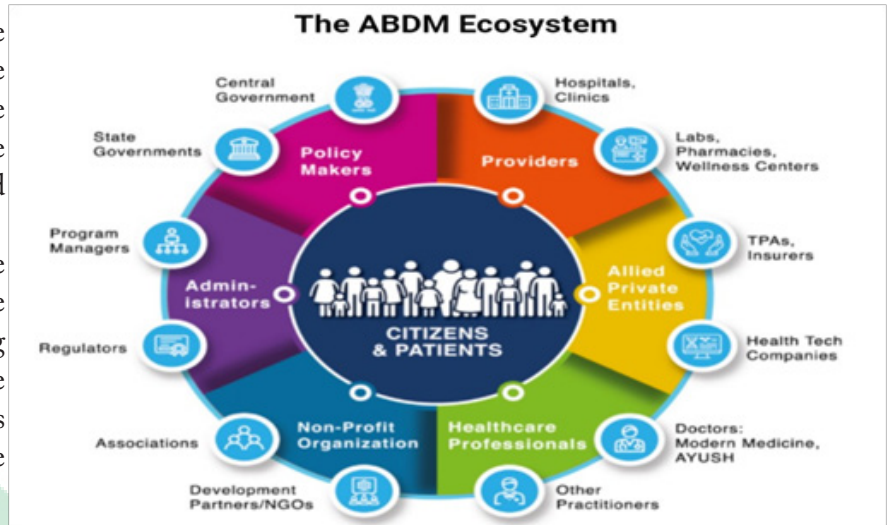 The ABDM Ecosystem
Central
Government
Hospitals,
Clinics
State
Governments
Policy
Makers
Providers
Labs,
Pharmacies,
Wellness Centers
Program
Managers
Admin-
istrators
Allied
Private
Entities
TPAs,
Insurers
CITIZENS
& PATIENTS
Regulators
Health Tech
Companies
Associations
Non-Profit
Organization
Healthcare
Professionals
Doctors:
Modern Medicine,
AYUSH
Development
Partners/NGOs
Other
Practitioners